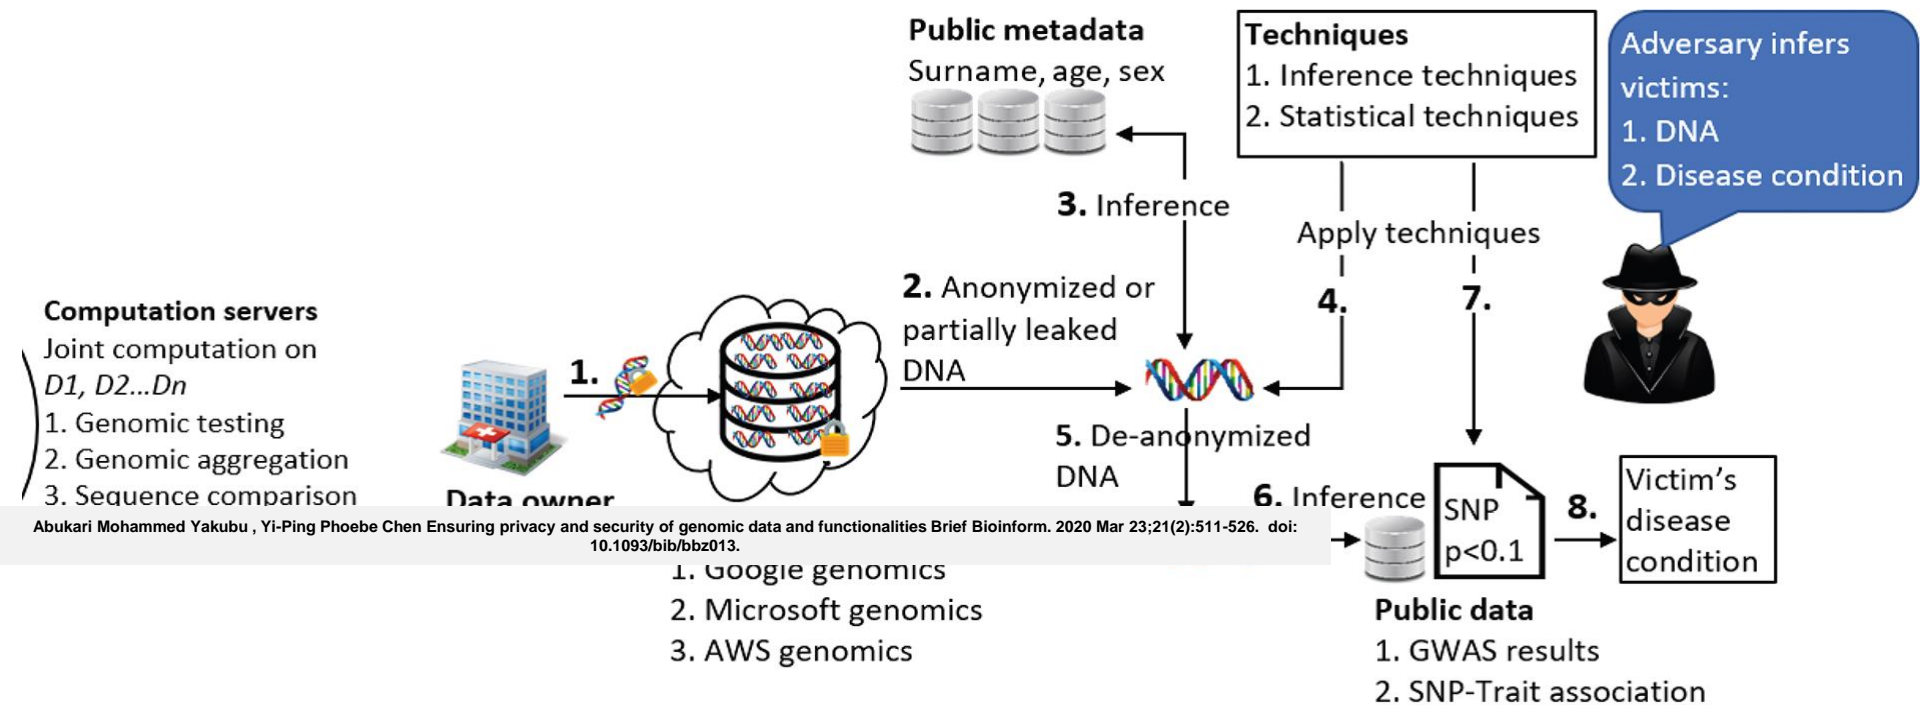 Public metadata
Surname, age, sex
Techniques
1. Inference techniques
2. Statistical techniques
Adversary infers
victims:
1. DNA
2. Disease condition
3. Inference
Apply techniques
4.
7.
2. Anonymized or
partially leaked
DNA
Computation servers
Joint computation on
D1, D2...Dn
1. Genomic testing
2. Genomic aggregation
3. Sequence comparison
1.
Data owner
5. De-anonymized
DNA
6. Inference
SNP
p<0.1
8.
Victim's
disease
condition
Abukari Mohammed Yakubu , Yi-Ping Phoebe Chen Ensuring privacy and security of genomic data and functionalities Brief Bioinform. 2020 Mar 23;21(2):511-526. doi:
10.1093/bib/bbz013.
1. Google genomics
2. Microsoft genomics
3. AWS genomics
Public data
1. GWAS results
2. SNP-Trait association